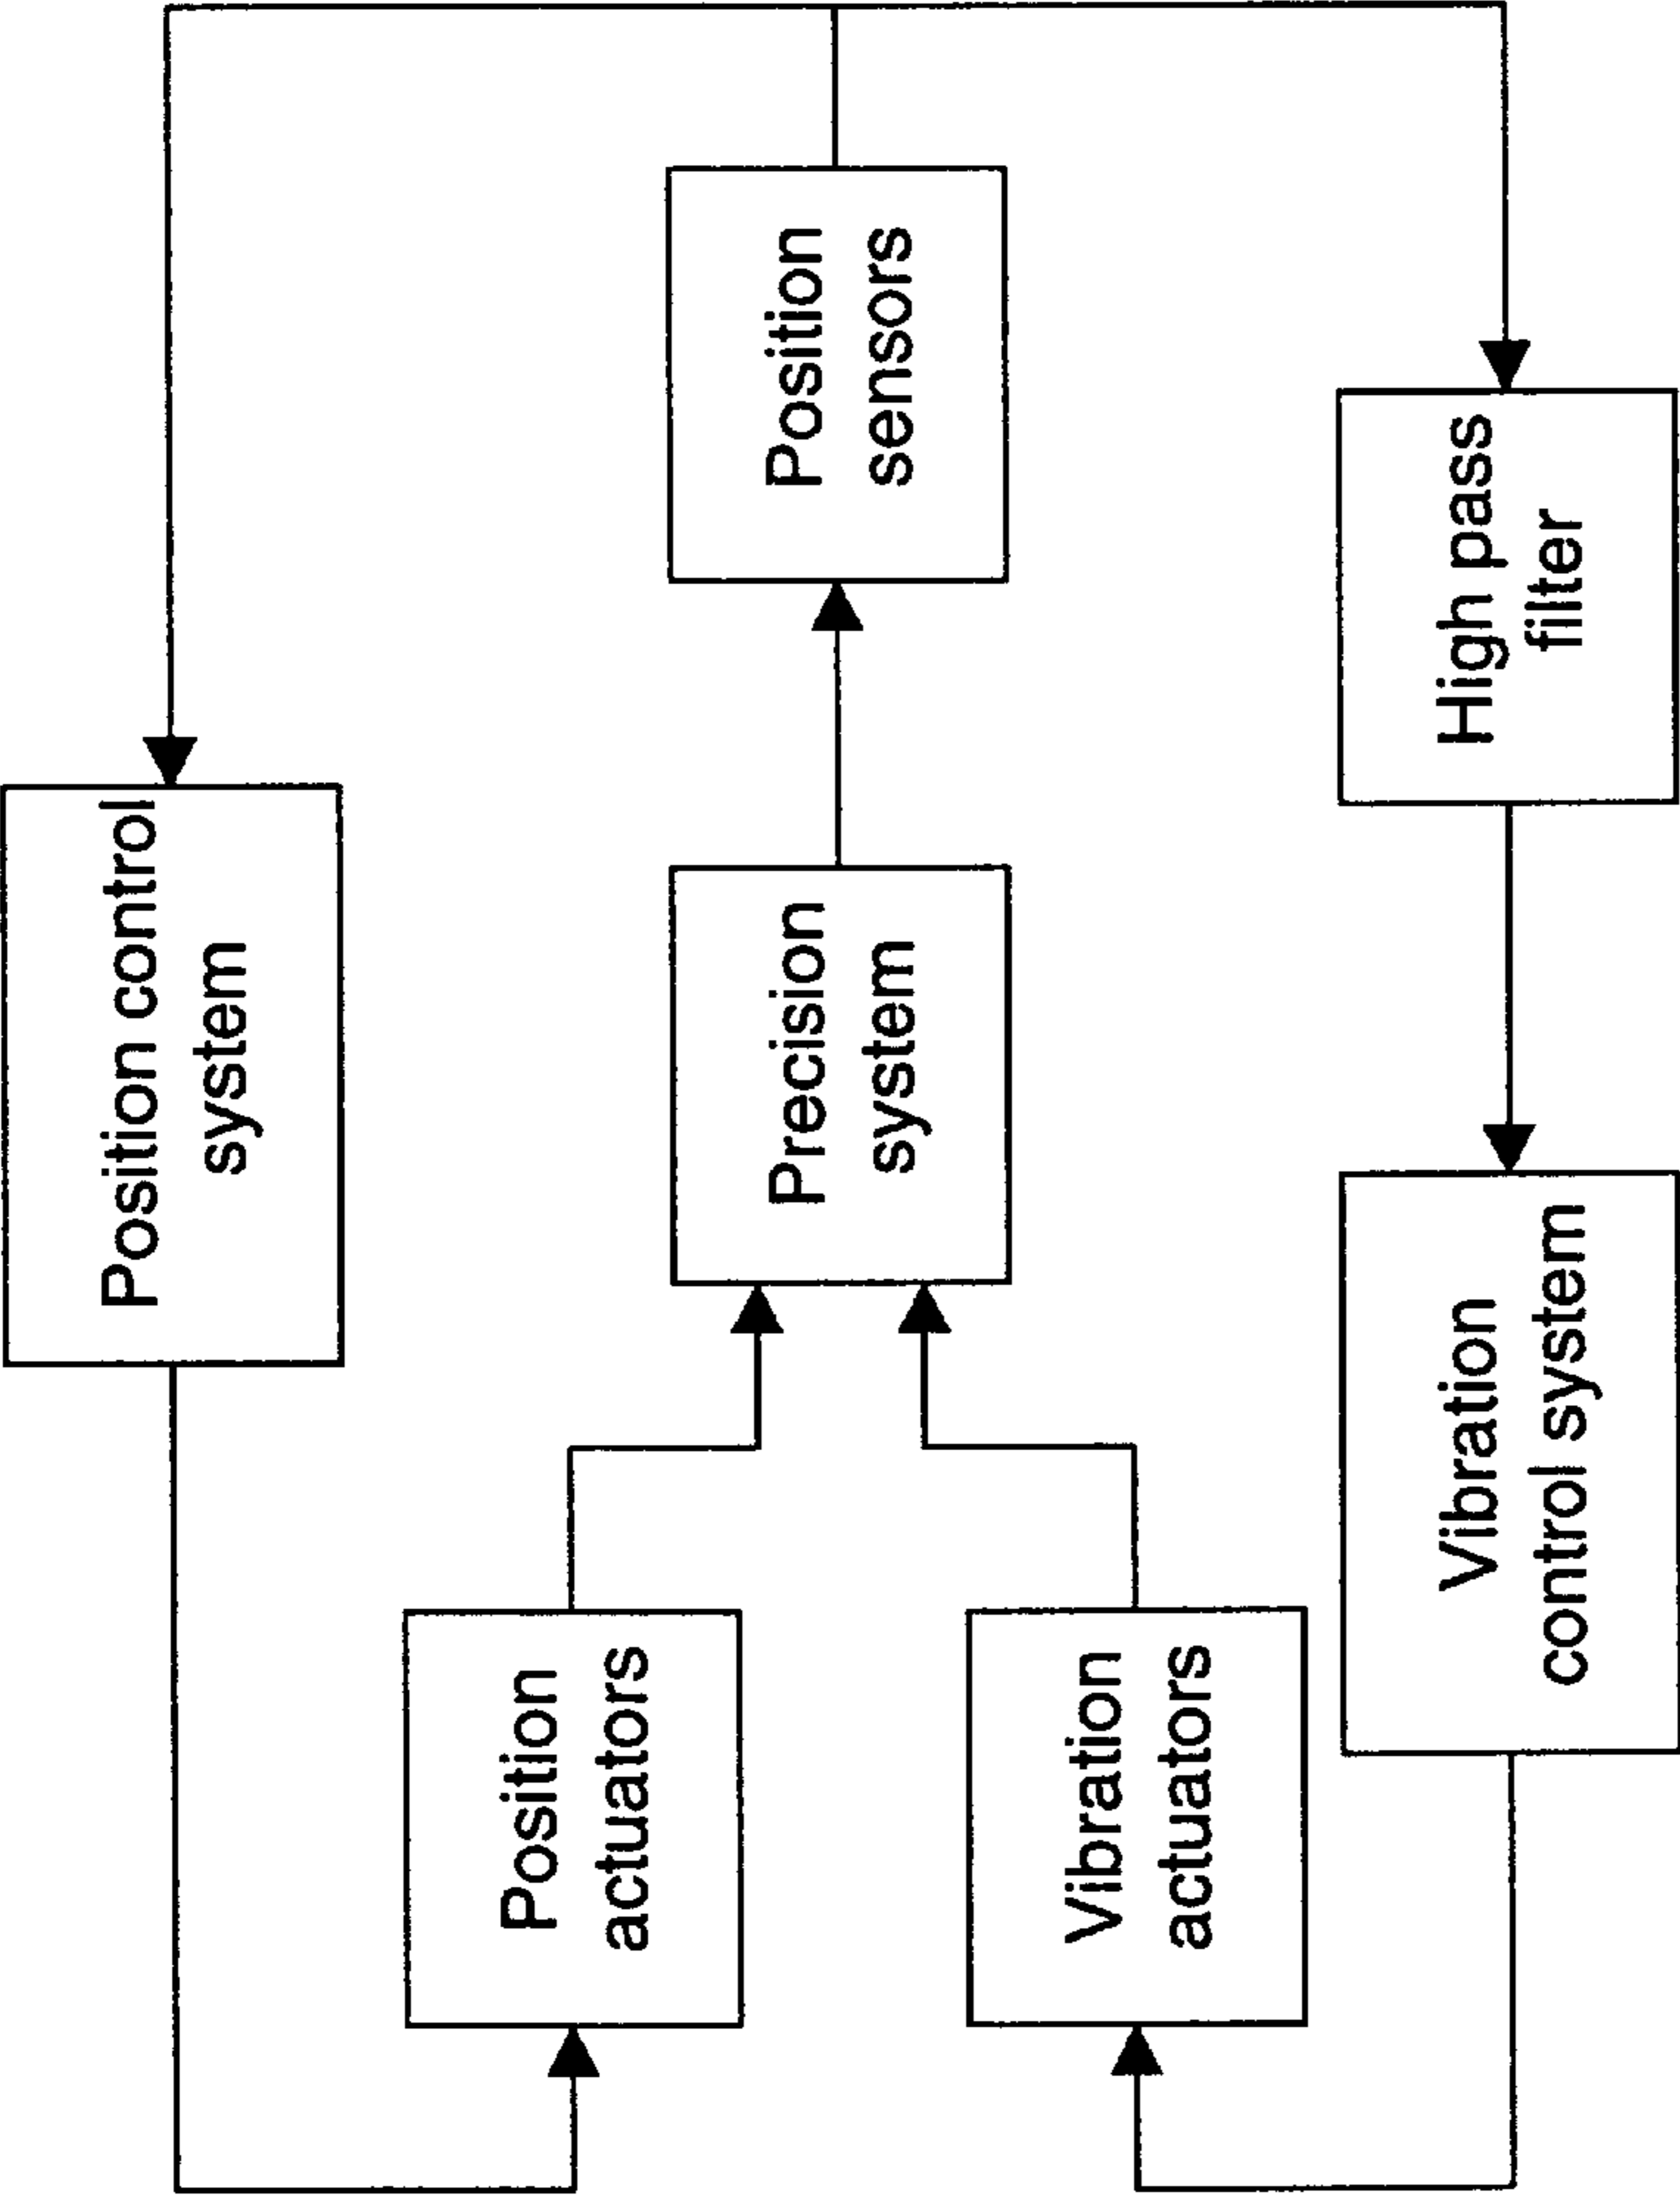 Position control
system
Position
actuators
Precision
system
Position
sensors
Vibration
actuators
Vibration
control system
High pass
filter